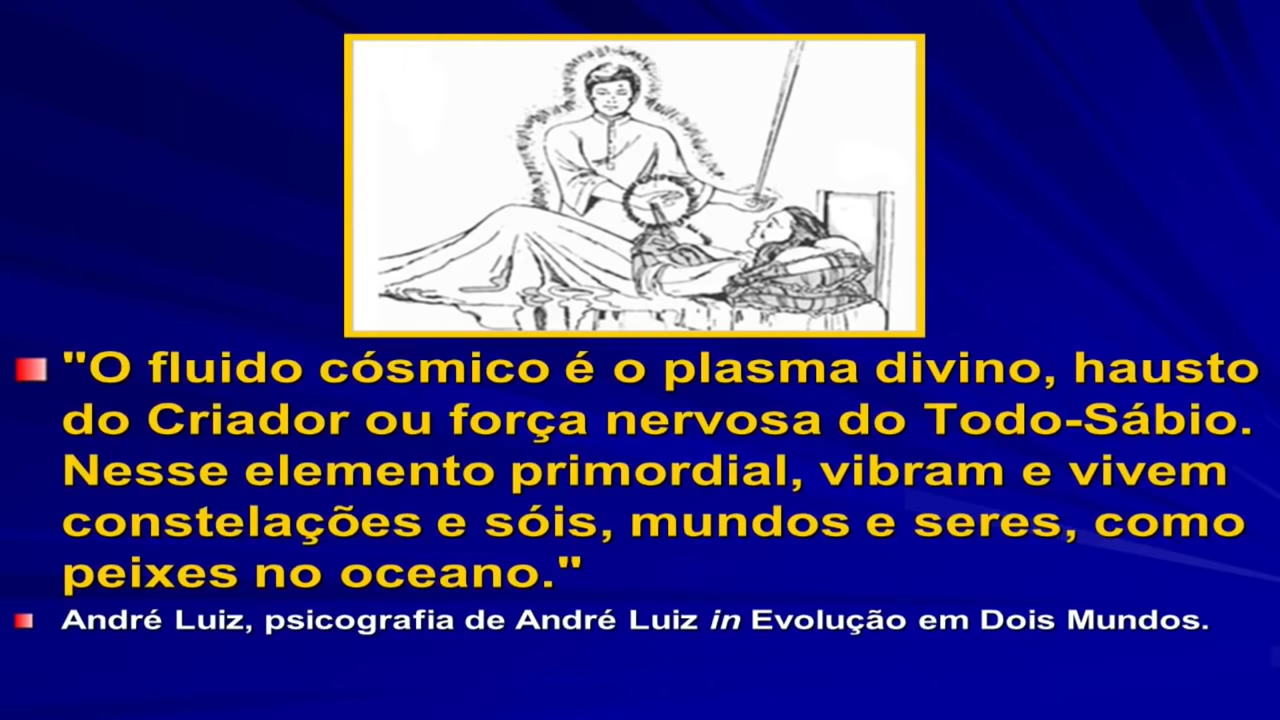 "O fluido cósmico é o plasma divino, hausto
do Criador ou força nervosa do Todo-Sábio.
Nesse elemento primordial, vibram e vivem
constelações e sóis, mundos e seres, como
peixes no oceano."
André Luiz, psicografia de André Luiz in Evolução em Dois Mundos.